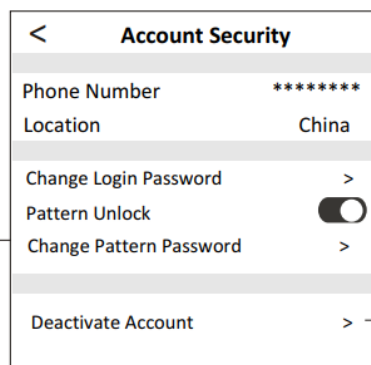 < Account Security
Phone Number ********
Location China
Change Login Password >
Pattern Unlock
Change Pattern Password >
Deactivate Account >